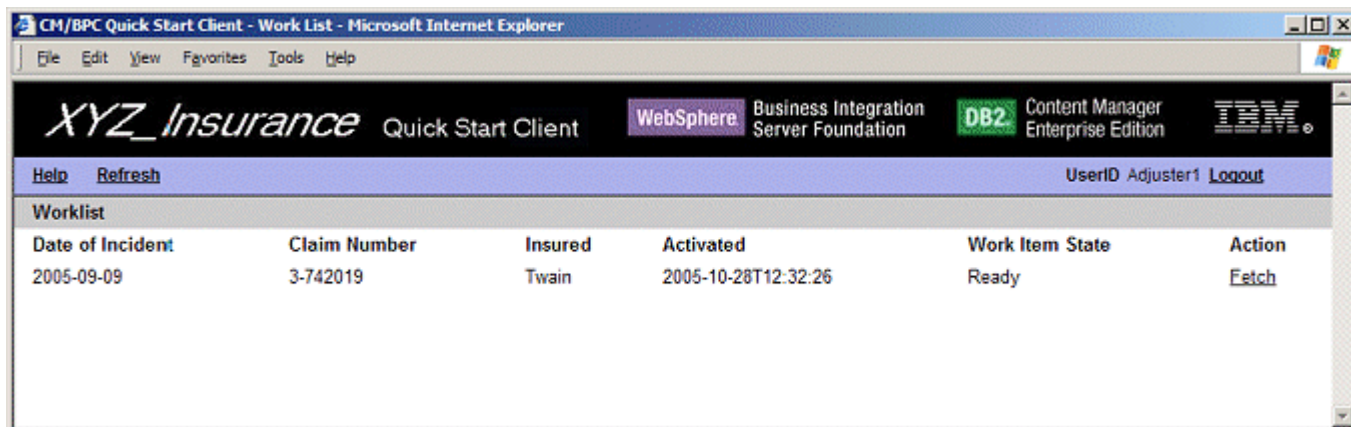 CM/BPC Quick Start Client - Work List - Microsoft Internet Explorer
File Edit View Favorites Tools Help
XYZ_Insurance Quick Start Client WebSphere. Business Integration Server Foundation DB2. Content Manager Enterprise Edition IBM.®
Help Refresh UserID Adjuster1 Logout
Worklist
Date of Incident Claim Number Insured Activated Work Item State Action
2005-09-09 3-742019 Twain 2005-10-28T12:32:26 Ready Fetch